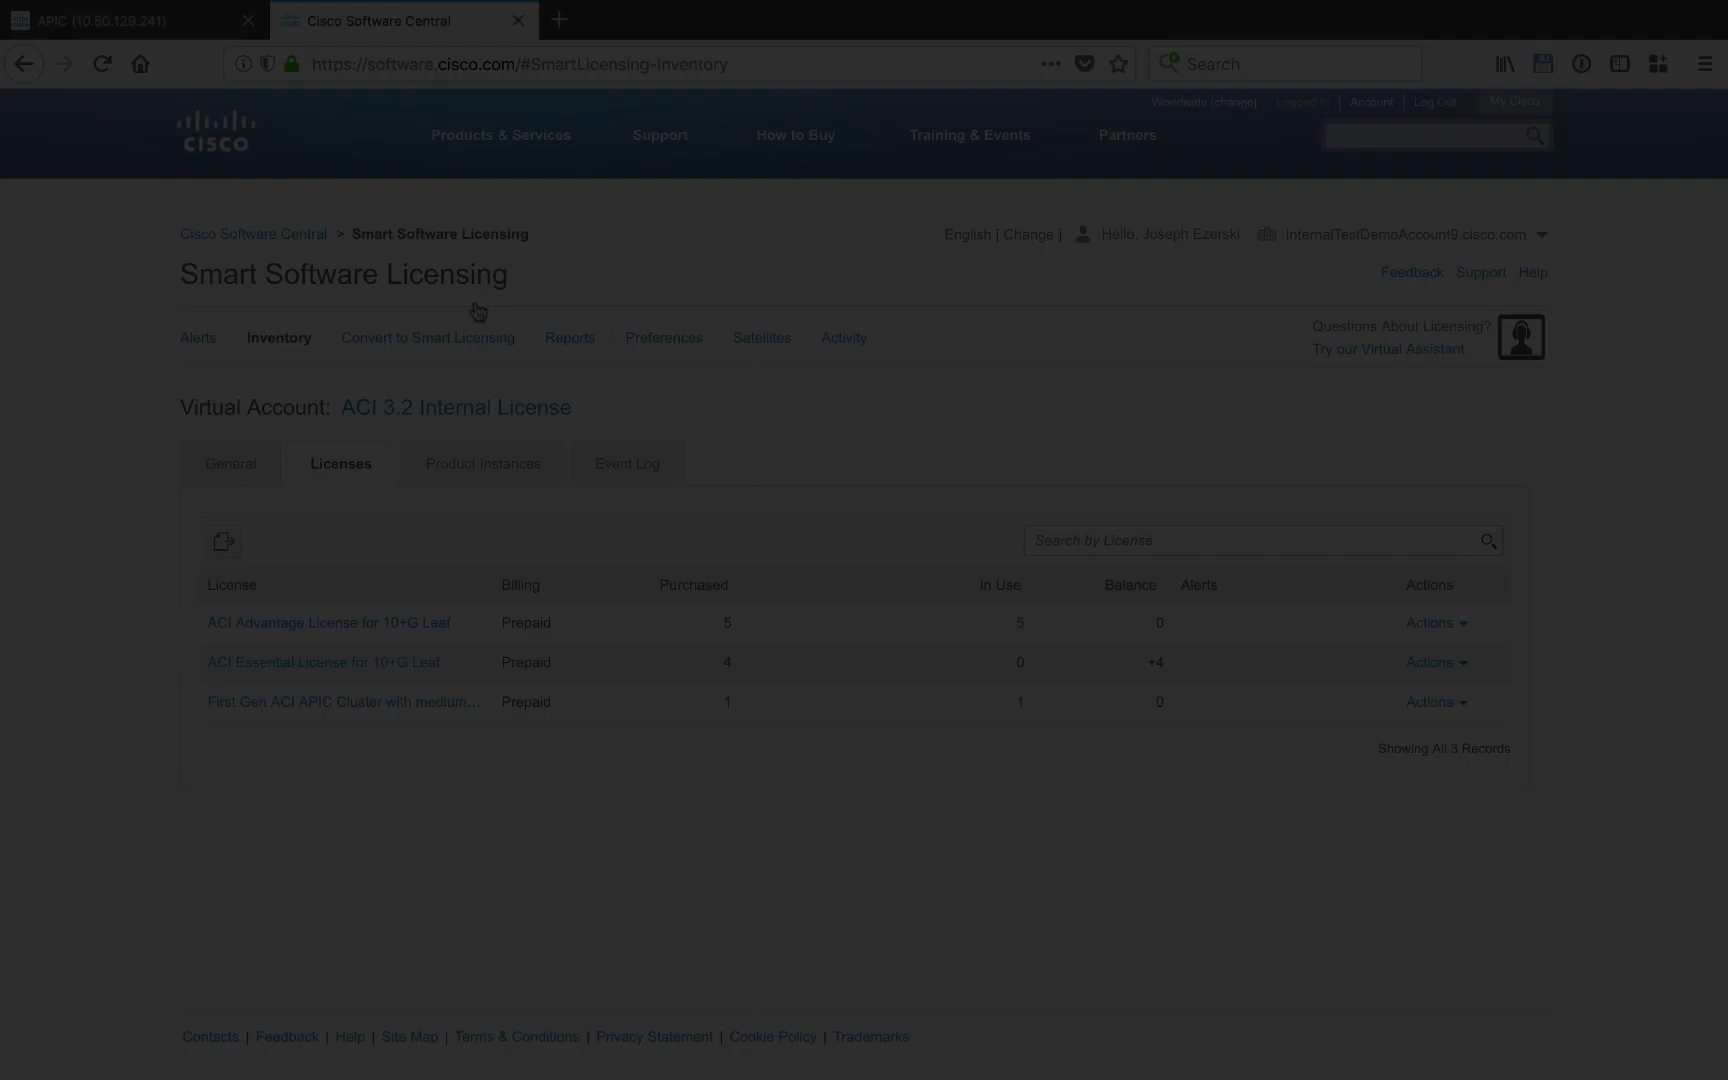 APIC (10.50.129.241)
Cisco Software Central
https://software.cisco.com/#SmartLicensing-Inventory
Search
Worldwide [change] Logged In Account Log Out My Cisco
CISCO
Products & Services Support How to Buy Training & Events Partners
Cisco Software Central > Smart Software Licensing
English [ Change ] Hello, Joseph Ezerski InternalTestDemoAccount9.cisco.com
Smart Software Licensing
Feedback Support Help
Alerts Inventory Convert to Smart Licensing Reports Preferences Satellites Activity
Questions About Licensing?
Try our Virtual Assistant
Virtual Account: ACI 3.2 Internal License
General Licenses Product Instances Event Log
Search by License
License Billing Purchased In Use Balance Alerts Actions
ACI Advantage License for 10+G Leaf Prepaid 5 5 0 Actions
ACI Essential License for 10+G Leaf Prepaid 4 0 +4 Actions
First Gen ACI APIC Cluster with medium... Prepaid 1 1 0 Actions
Showing All 3 Records
Contacts | Feedback | Help | Site Map | Terms & Conditions | Privacy Statement | Cookie Policy | Trademarks